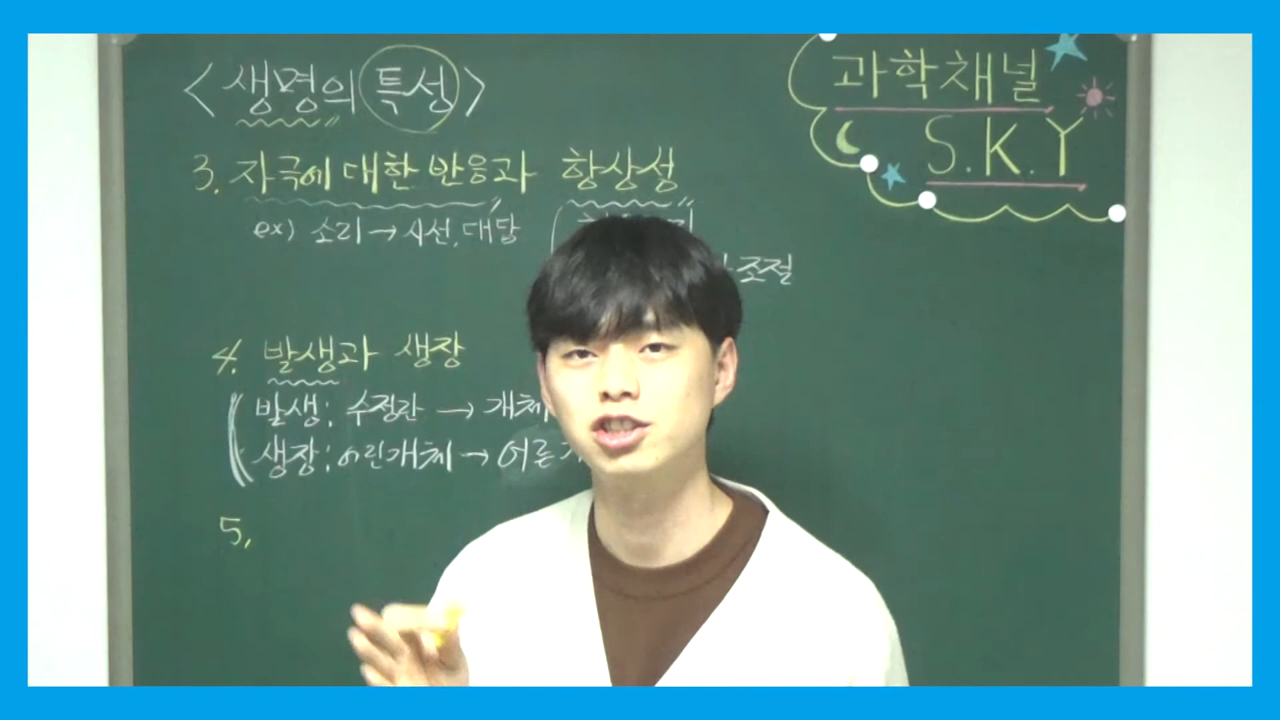 <생명의 특성>
과학채널
S.K.Y
3. 자극에 대한 반응과 항상성
ex) 소리→시선, 대답
조절
4. 발생과 생장
발생: 수정란 → 개체
생장: 어린개체 → 어른
5.